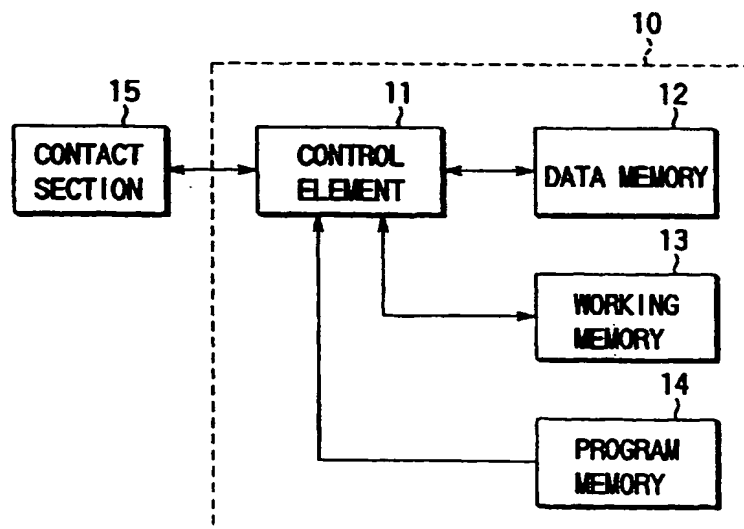 10
15
CONTACT
SECTION
11
CONTROL
ELEMENT
12
DATA MEMORY
13
WORKING
MEMORY
14
PROGRAM
MEMORY